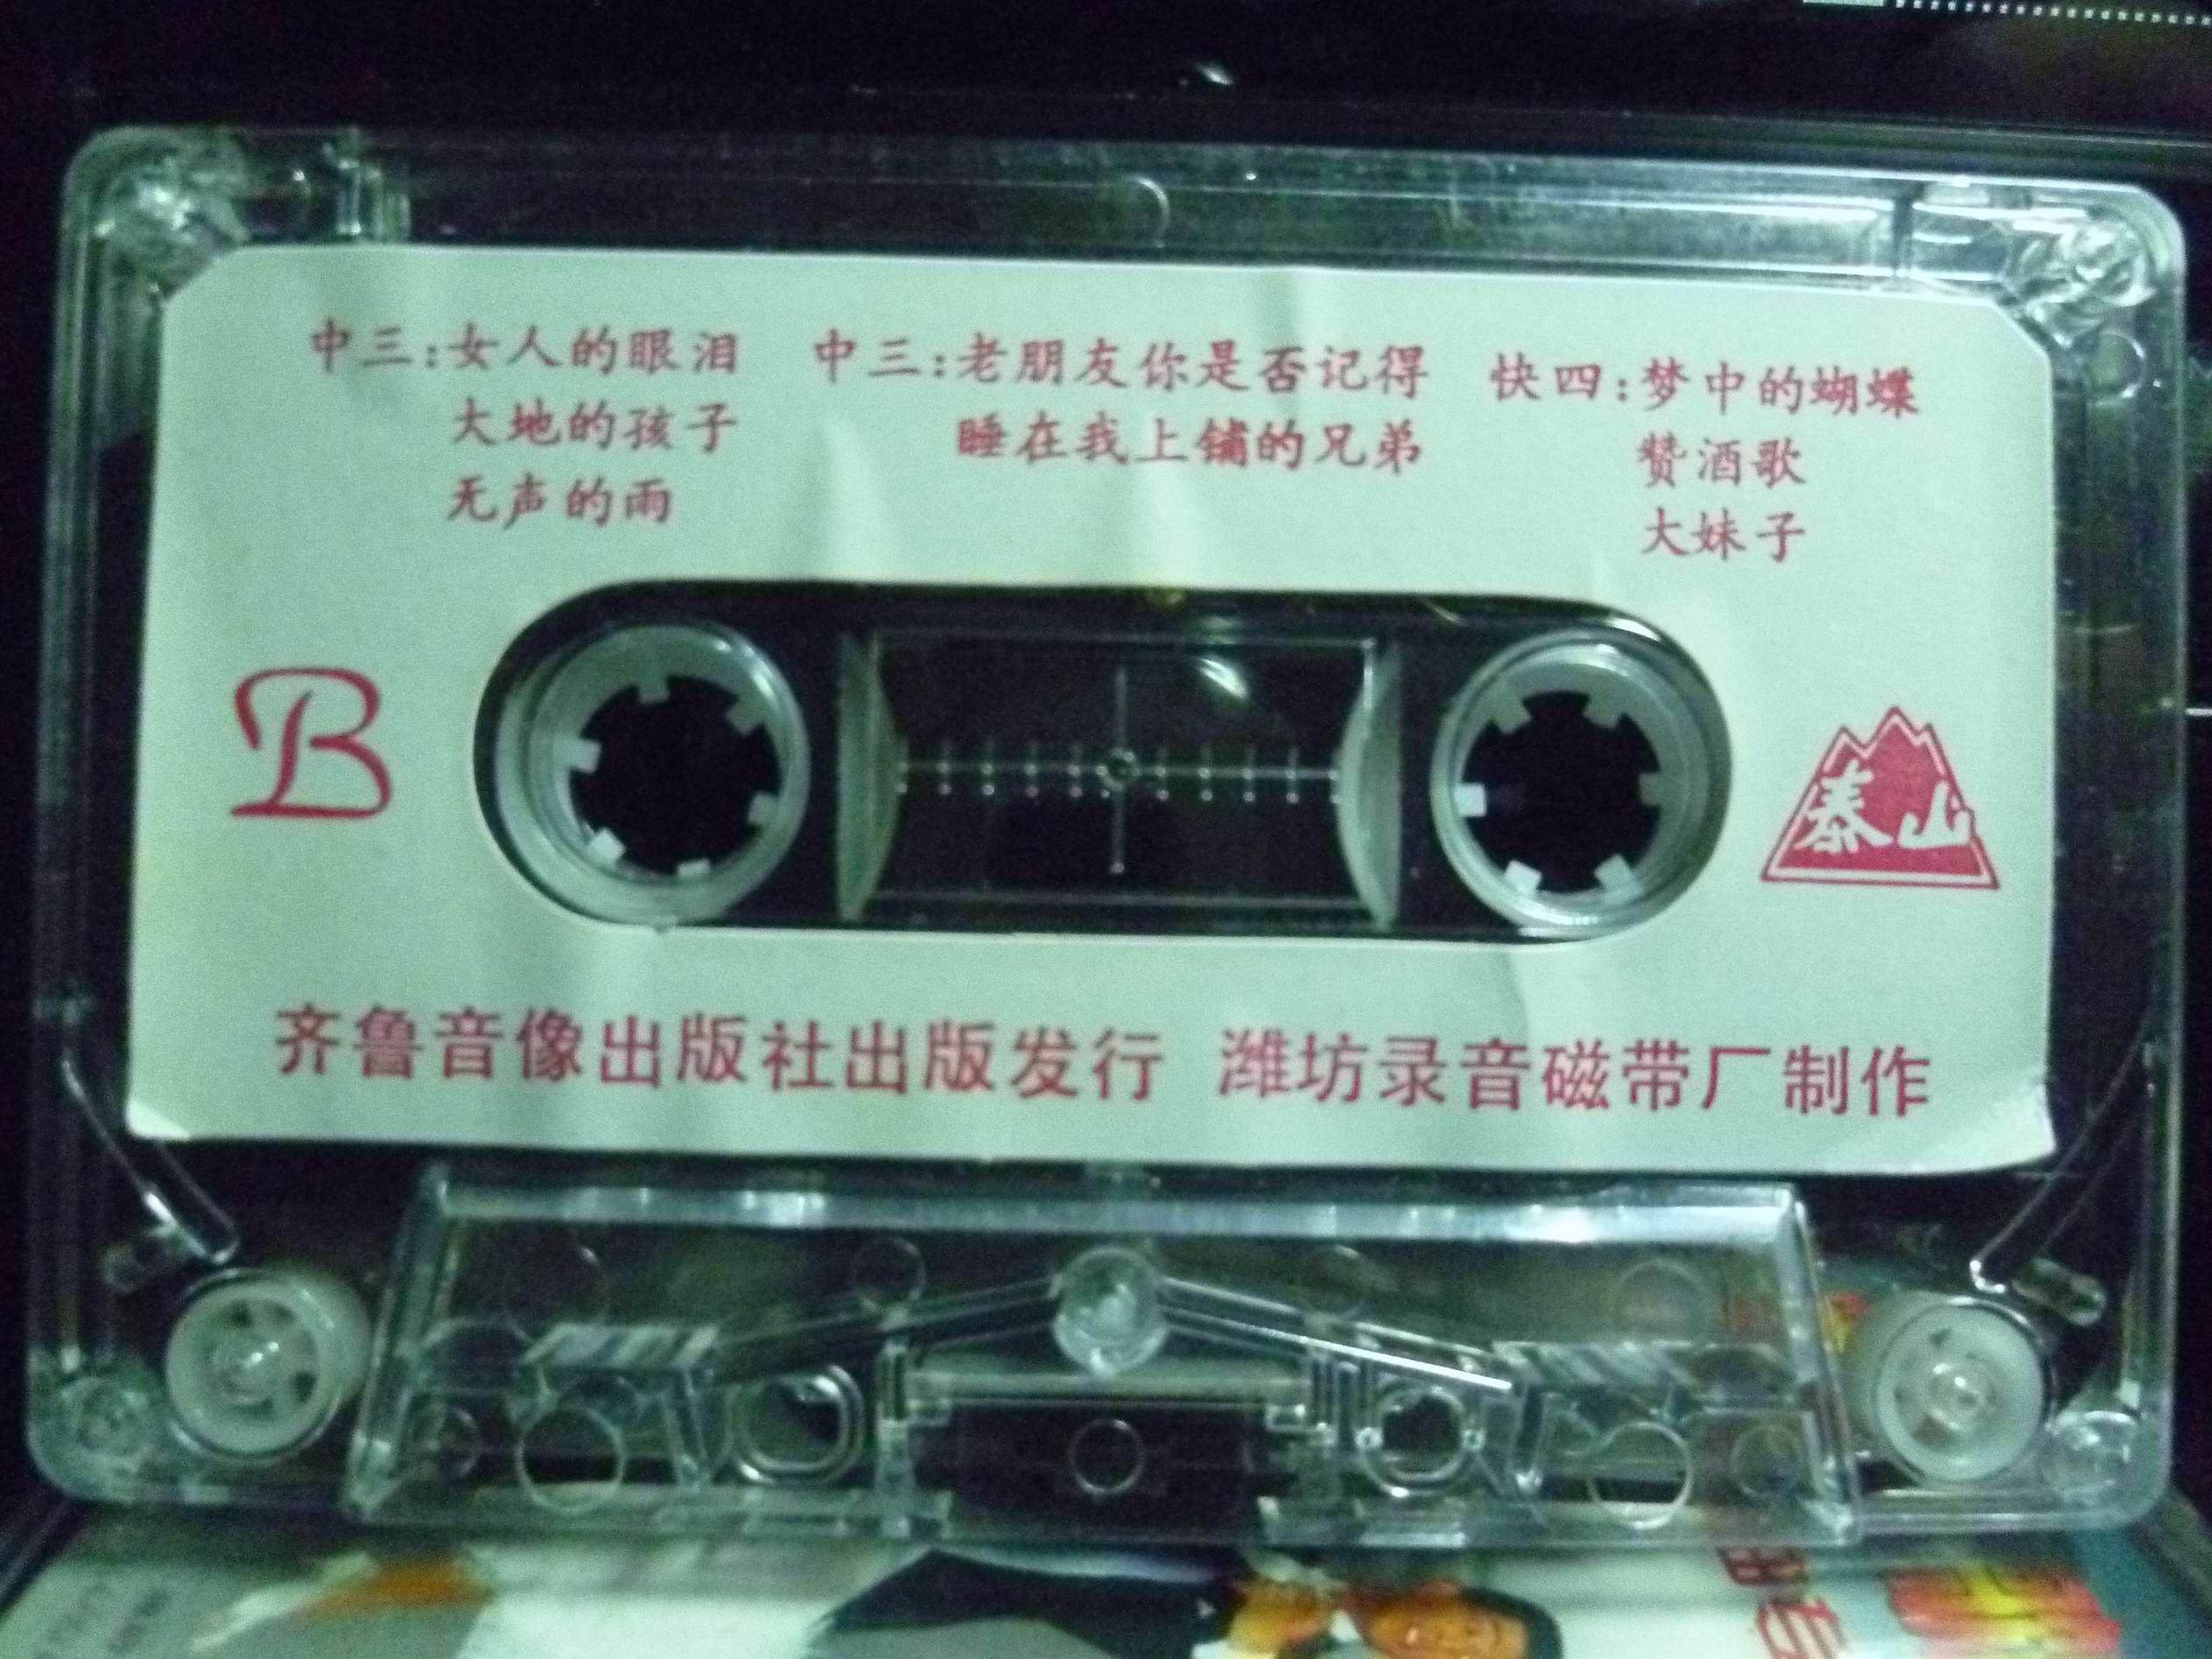 中三:女人的眼泪
大地的孩子
无声的雨
中三:老朋友你是否记得
睡在我上铺的兄弟
快四:梦中的蝴蝶
赞酒歌
大妹子
B
泰山
齐鲁音像出版社出版发行 潍坊录音磁带厂制作